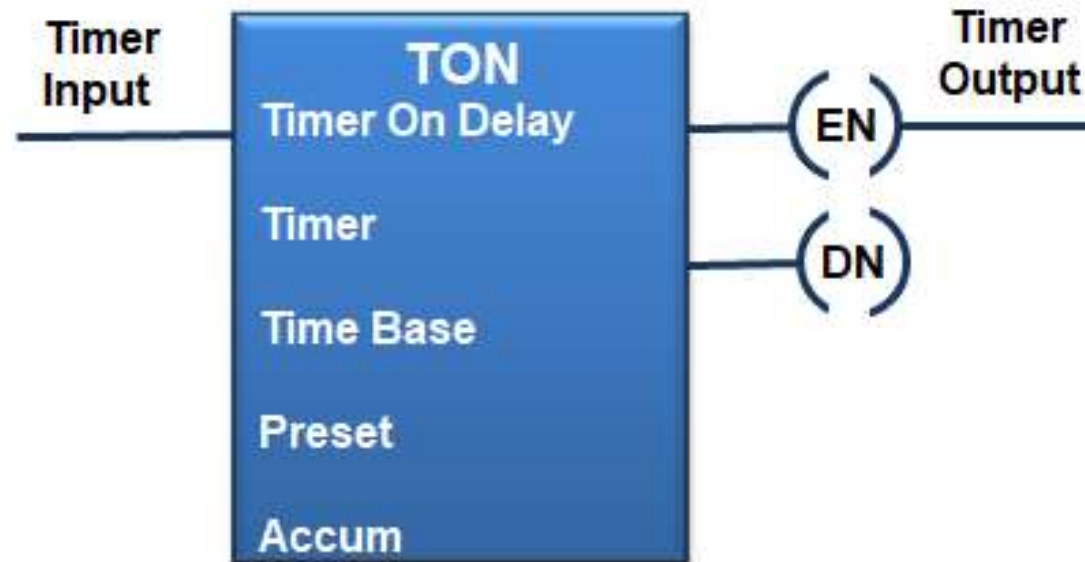 Timer
Input
TON
Timer On Delay
Timer
Time Base
Preset
Accum
EN
DN
Timer
Output